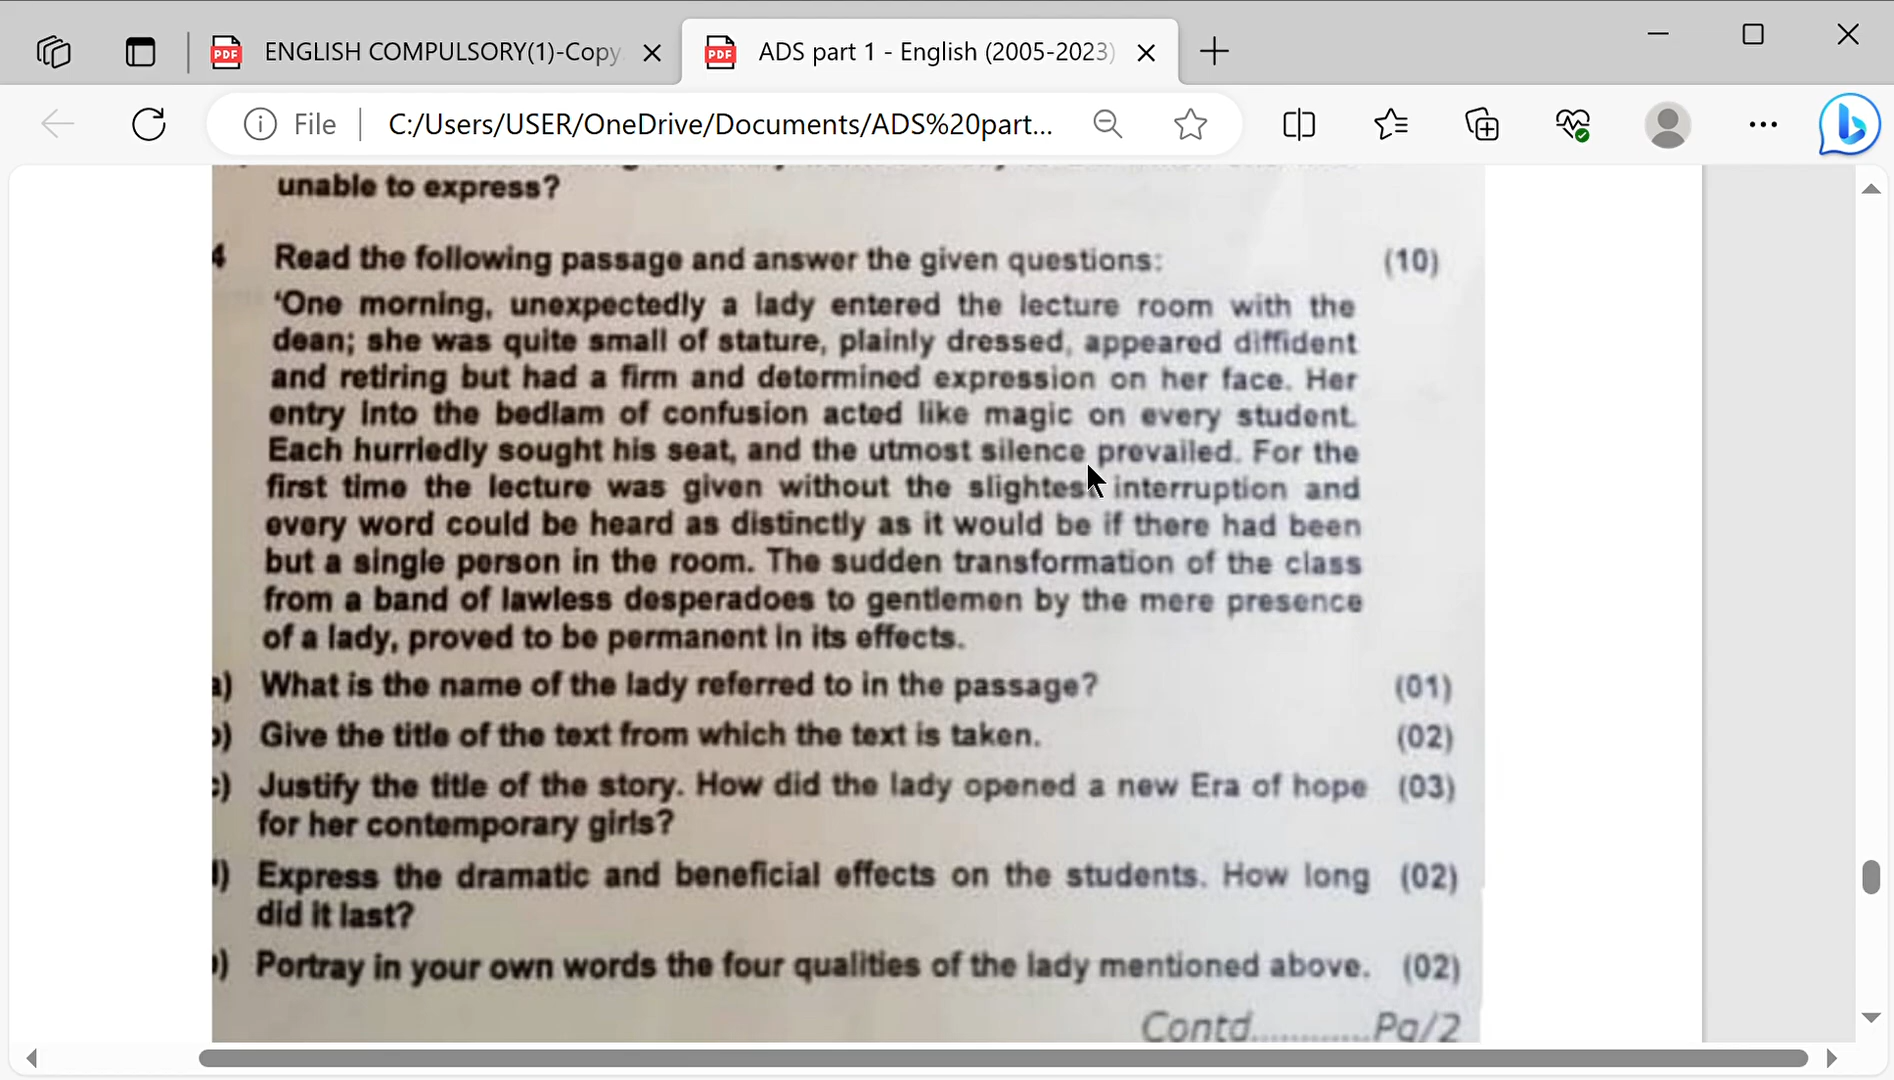 ENGLISH COMPULSORY(1)-Copy
ADS part 1 - English (2005-2023)
File
C:/Users/USER/OneDrive/Documents/ADS%20part...
unable to express?
4 Read the following passage and answer the given questions: (10)
'One morning, unexpectedly a lady entered the lecture room with the
dean; she was quite small of stature, plainly dressed, appeared diffident
and retiring but had a firm and determined expression on her face. Her
entry into the bedlam of confusion acted like magic on every student.
Each hurriedly sought his seat, and the utmost silence prevailed. For the
first time the lecture was given without the slightest interruption and
every word could be heard as distinctly as it would be if there had been
but a single person in the room. The sudden transformation of the class
from a band of lawless desperadoes to gentlemen by the mere presence
of a lady, proved to be permanent in its effects.
a) What is the name of the lady referred to in the passage? (01)
) Give the title of the text from which the text is taken. (02)
) Justify the title of the story. How did the lady opened a new Era of hope (03)
for her contemporary girls?
) Express the dramatic and beneficial effects on the students. How long (02)
did it last?
) Portray in your own words the four qualities of the lady mentioned above. (02)
Contd............Pg/2